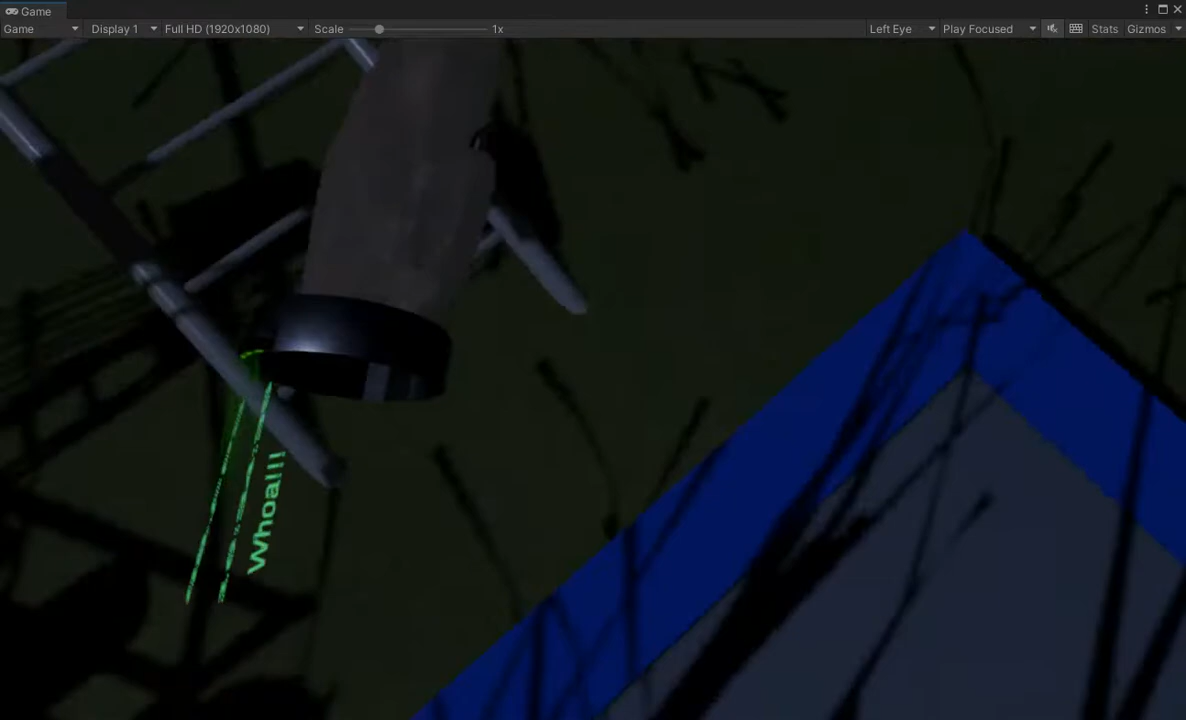 Game
Game Display 1 Full HD (1920x1080) Scale 1x Left Eye Play Focused Stats Gizmos
Whoa!!!